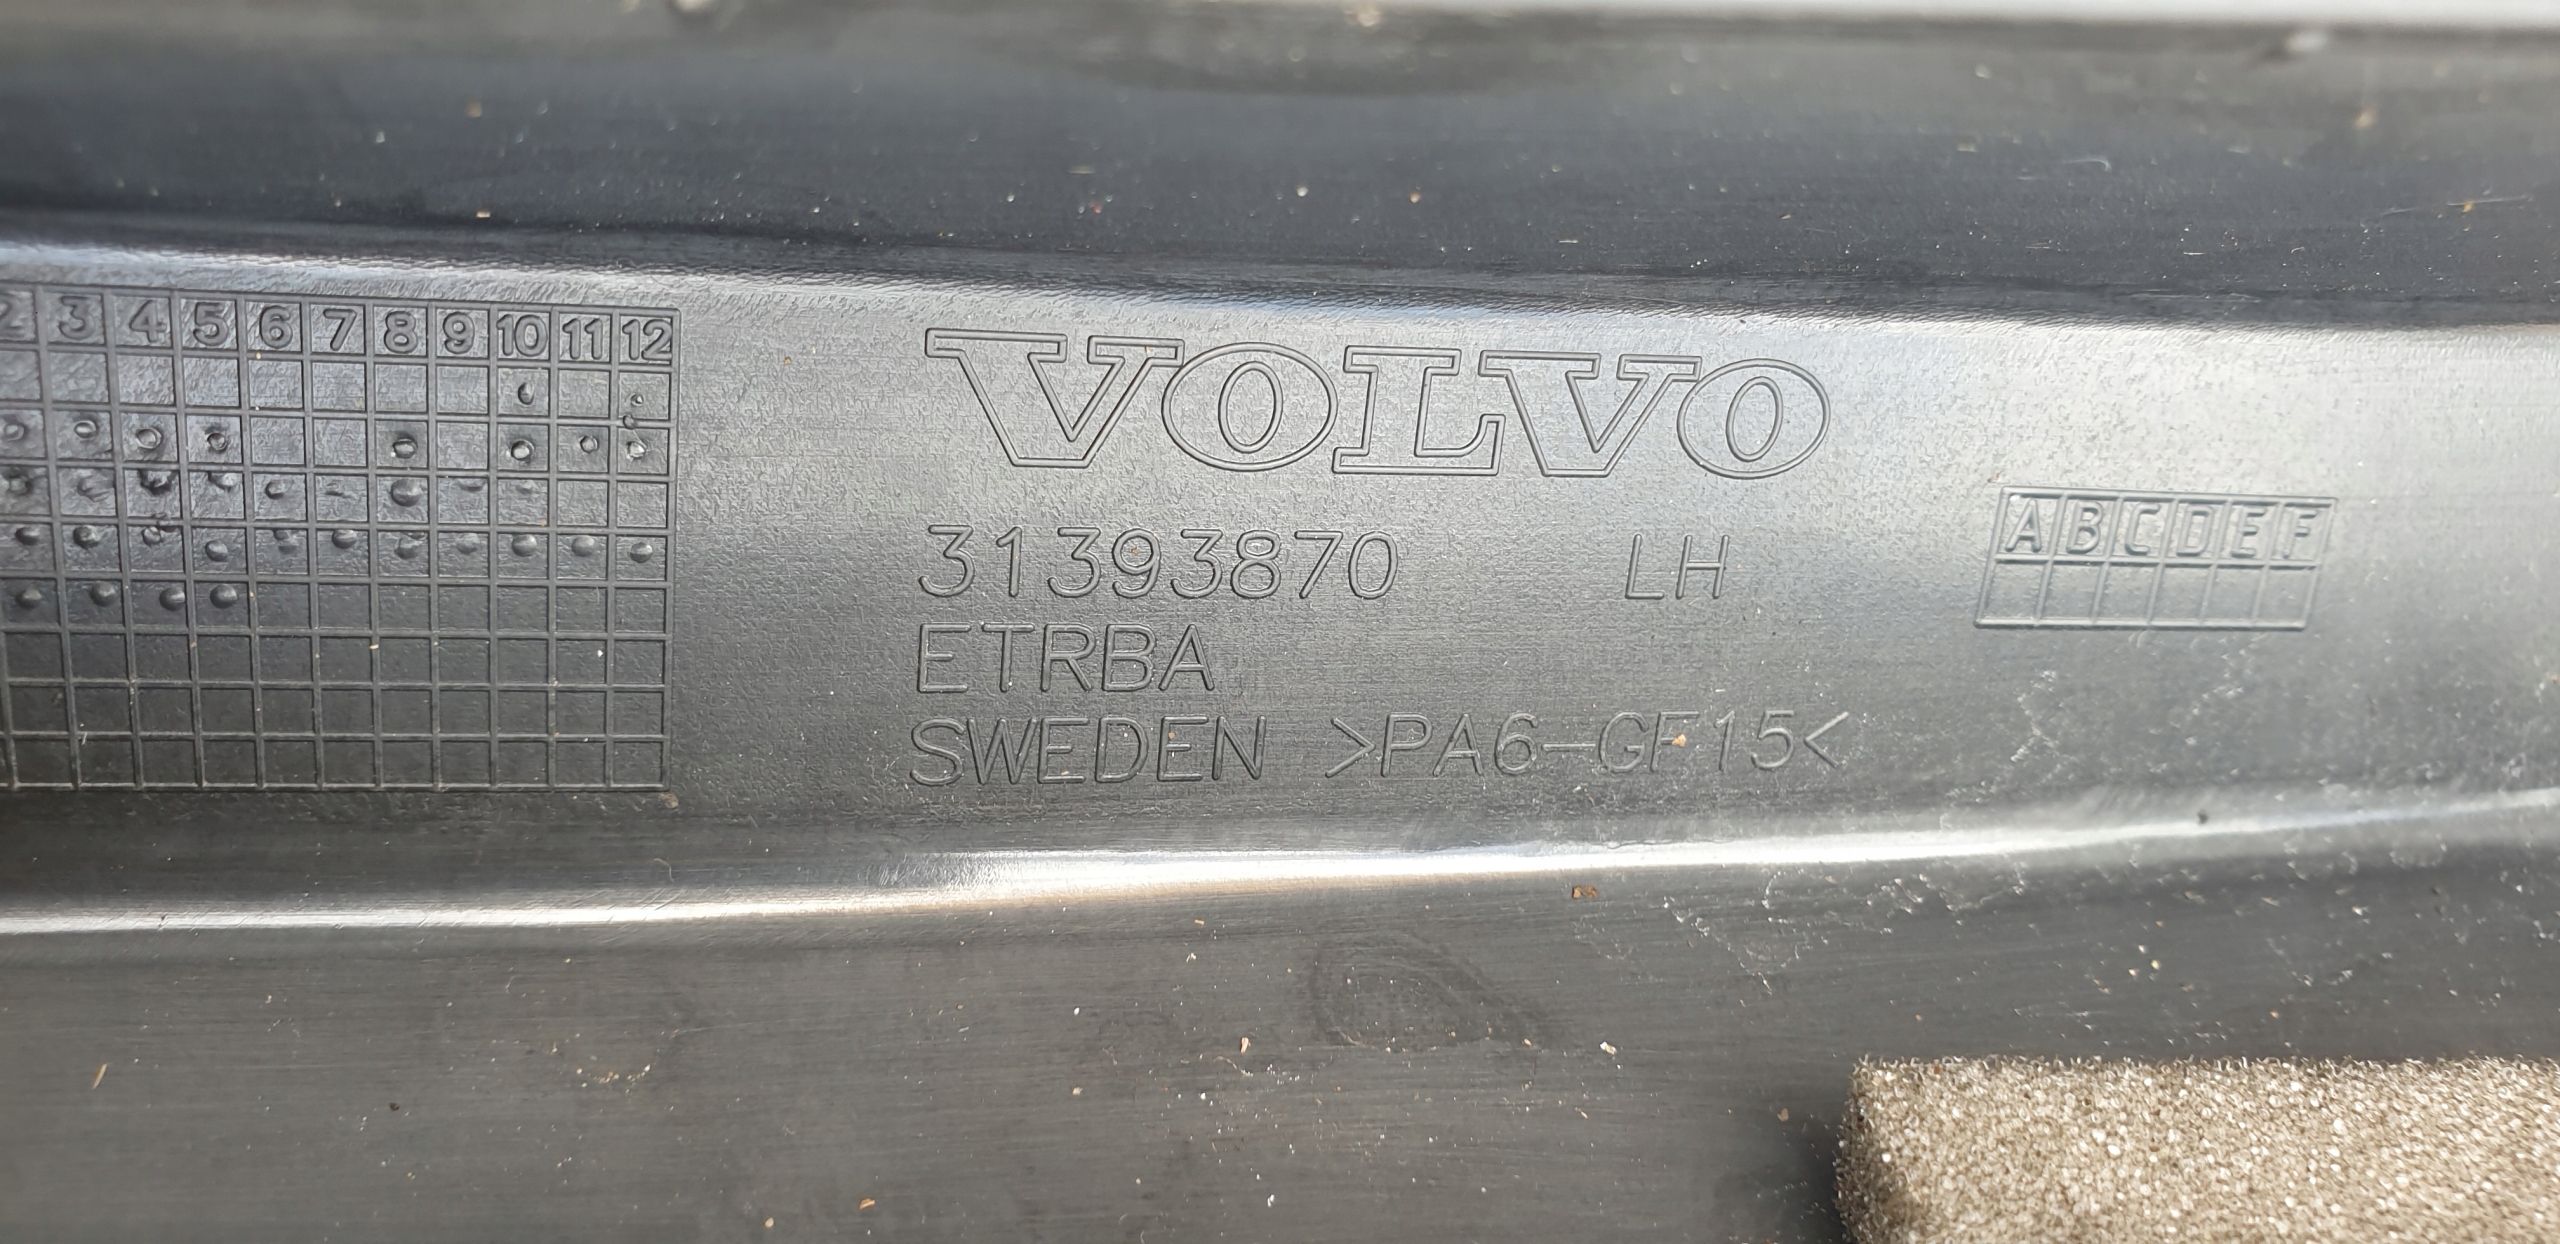 2 3 4 5 6 7 8 9 10 11 12
VOLVO
31393870 LH
ETRBA
SWEDEN >PA6-GF15<
A B C D E F